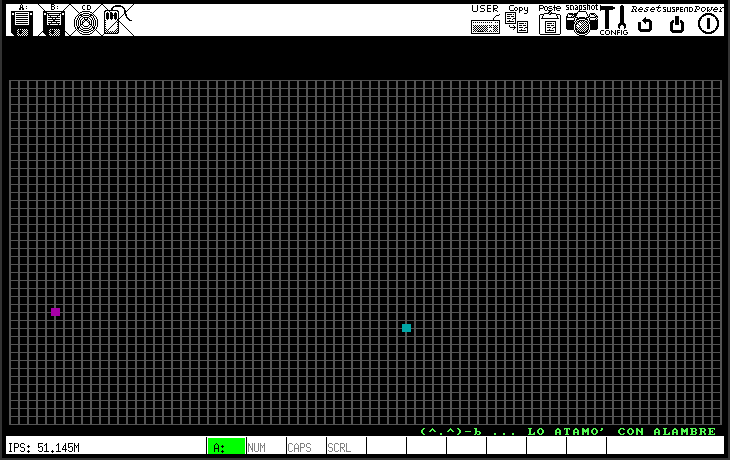 A: B: CD USER Copy Paste snapshot CONFIG Reset SUSPEND Power
(^.^)-b ... LO ATAMO' CON ALAMBRE
IPS: 51.145M A: NUM CAPS SCRL